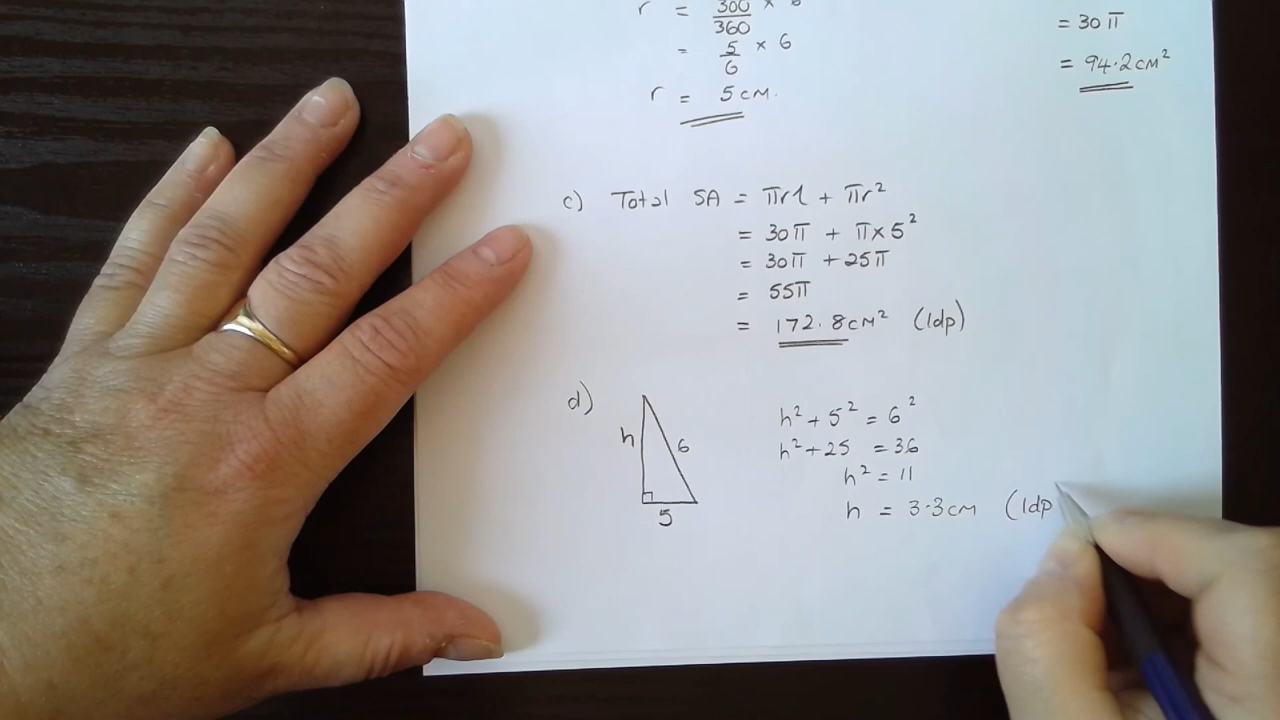 r = 300/360 × 6
= 5/6 × 6
r = 5cm.
= 30π
= 94.2cm²
c) Total SA = πrl + πr²
= 30π + π×5²
= 30π + 25π
= 55π
= 172.8cm² (1dp)
d)
h
6
5
h² + 5² = 6²
h² + 25 = 36
h² = 11
h = 3.3cm (1dp